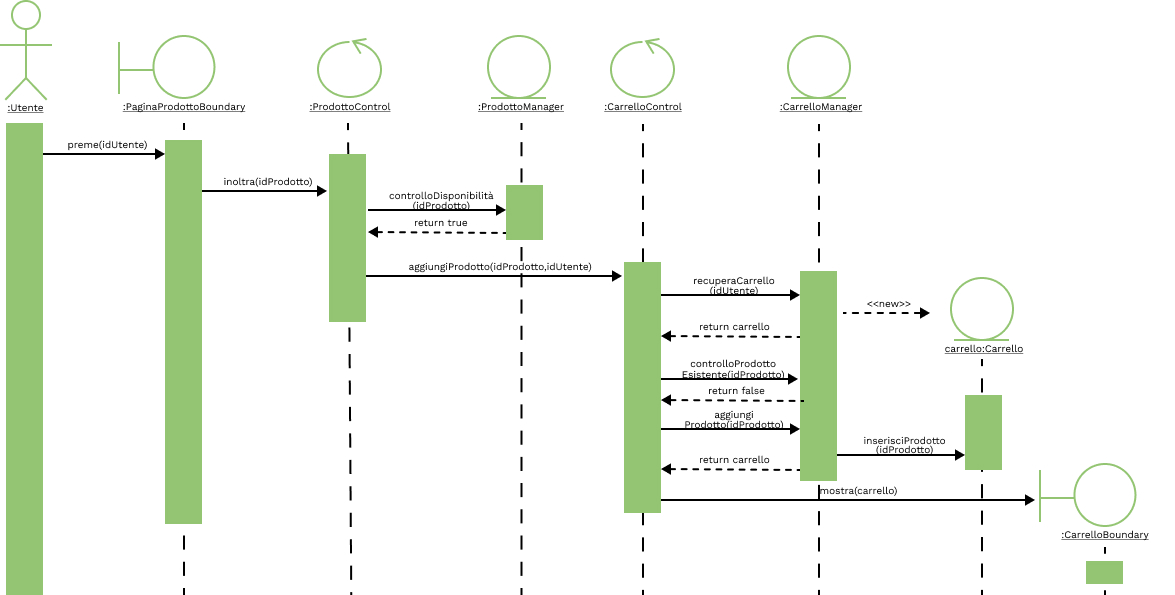 :Utente
:PaginaProdottoBoundary
:ProdottoControl
:ProdottoManager
:CarrelloControl
:CarrelloManager
preme(idUtente)
inoltra(idProdotto)
controlloDisponibilità
(idProdotto)
return true
aggiungiProdotto(idProdotto,idUtente)
recuperaCarrello
(idUtente)
<<new>>
return carrello
carrello:Carrello
controlloProdotto
Esistente(idProdotto)
return false
aggiungi
Prodotto(idProdotto)
inserisciProdotto
(idProdotto)
return carrello
mostra(carrello)
:CarrelloBoundary